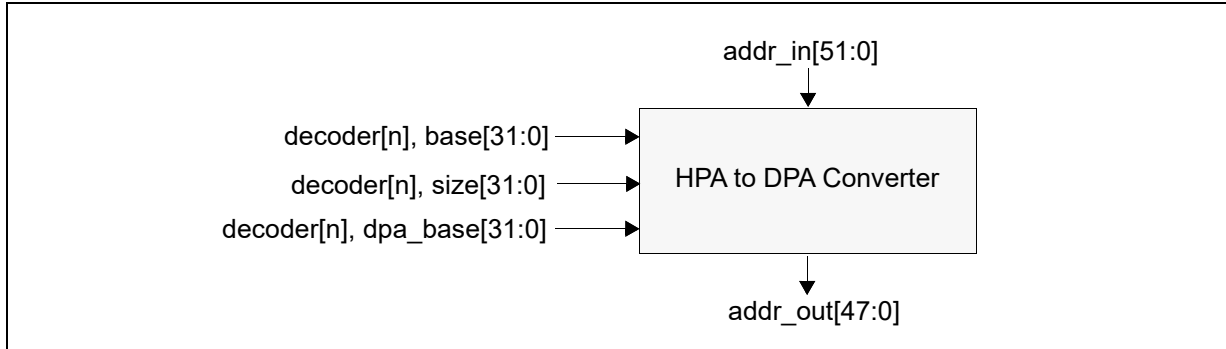 addr_in[51:0]
decoder[n], base[31:0]
decoder[n], size[31:0]
HPA to DPA Converter
decoder[n], dpa_base[31:0]
addr_out[47:0]